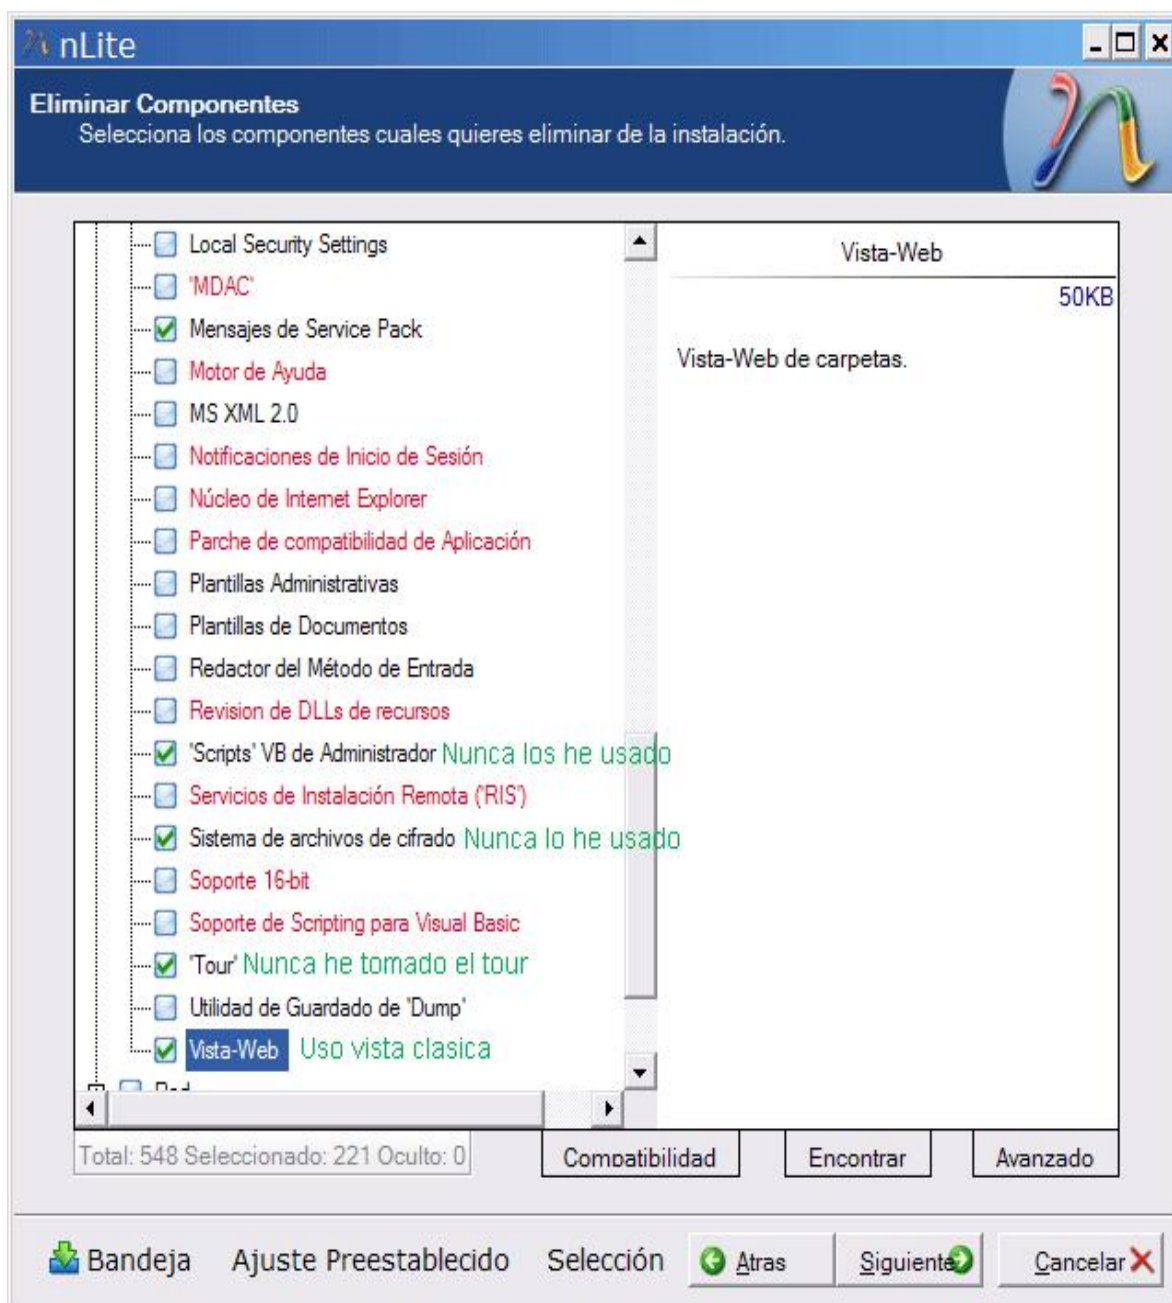 nLite
Eliminar Componentes
Selecciona los componentes cuales quieres eliminar de la instalación.
Local Security Settings
'MDAC'
Mensajes de Service Pack
Motor de Ayuda
MS XML 2.0
Notificaciones de Inicio de Sesión
Núcleo de Internet Explorer
Parche de compatibilidad de Aplicación
Plantillas Administrativas
Plantillas de Documentos
Redactor del Método de Entrada
Revision de DLLs de recursos
'Scripts' VB de Administrador Nunca los he usado
Servicios de Instalación Remota ('RIS')
Sistema de archivos de cifrado Nunca lo he usado
Soporte 16-bit
Soporte de Scripting para Visual Basic
'Tour' Nunca he tomado el tour
Utilidad de Guardado de 'Dump'
Vista-Web Uso vista clasica
Vista-Web
50KB
Vista-Web de carpetas.
Total: 548 Seleccionado: 221 Oculto: 0
Compatibilidad
Encontrar
Avanzado
Bandeja
Ajuste Preestablecido
Selección
Atras
Siguiente
Cancelar